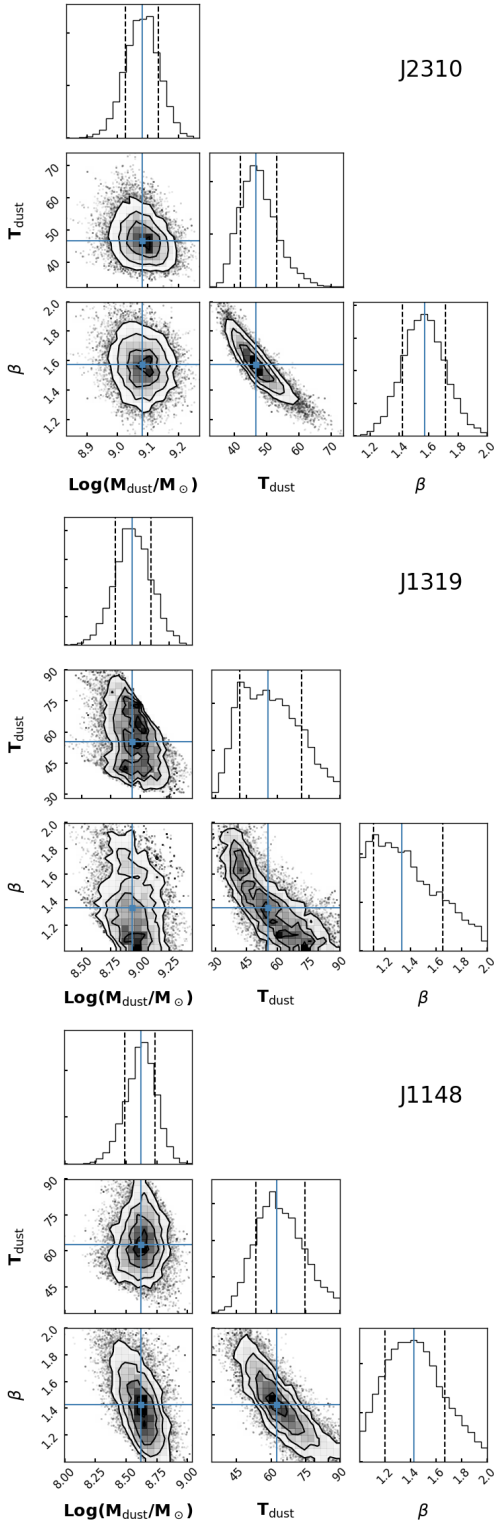 J2310
T_dust
70
60
50
40
β
2.0
1.8
1.6
1.4
1.2
8.9 9.0 9.1 9.2
40 50 60 70
1.2 1.4 1.6 1.8 2.0
Log(M_dust/M_⊙) T_dust β
J1319
T_dust
90
75
60
45
30
β
2.0
1.8
1.6
1.4
1.2
8.50 8.75 9.00 9.25
30 45 60 75 90
1.2 1.4 1.6 1.8 2.0
Log(M_dust/M_⊙) T_dust β
J1148
T_dust
90
75
60
45
β
2.0
1.8
1.6
1.4
1.2
8.00 8.25 8.50 8.75 9.00
45 60 75 90
1.2 1.4 1.6 1.8 2.0
Log(M_dust/M_⊙) T_dust β